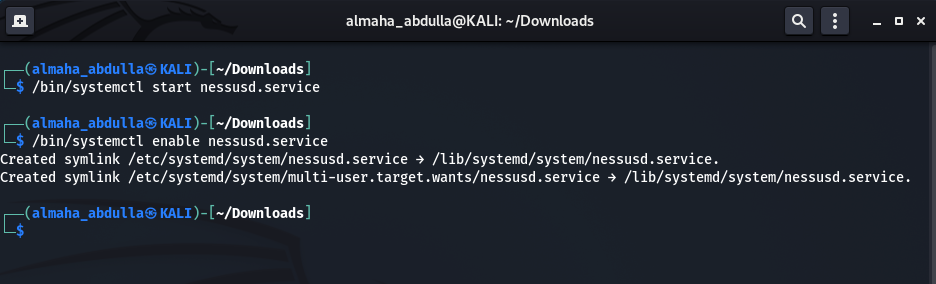 almaha_abdulla@KALI: ~/Downloads
┌──(almaha_abdulla㉿KALI)-[~/Downloads]
└─$ /bin/systemctl start nessusd.service
┌──(almaha_abdulla㉿KALI)-[~/Downloads]
└─$ /bin/systemctl enable nessusd.service
Created symlink /etc/systemd/system/nessusd.service → /lib/systemd/system/nessusd.service.
Created symlink /etc/systemd/system/multi-user.target.wants/nessusd.service → /lib/systemd/system/nessusd.service.
┌──(almaha_abdulla㉿KALI)-[~/Downloads]
└─$